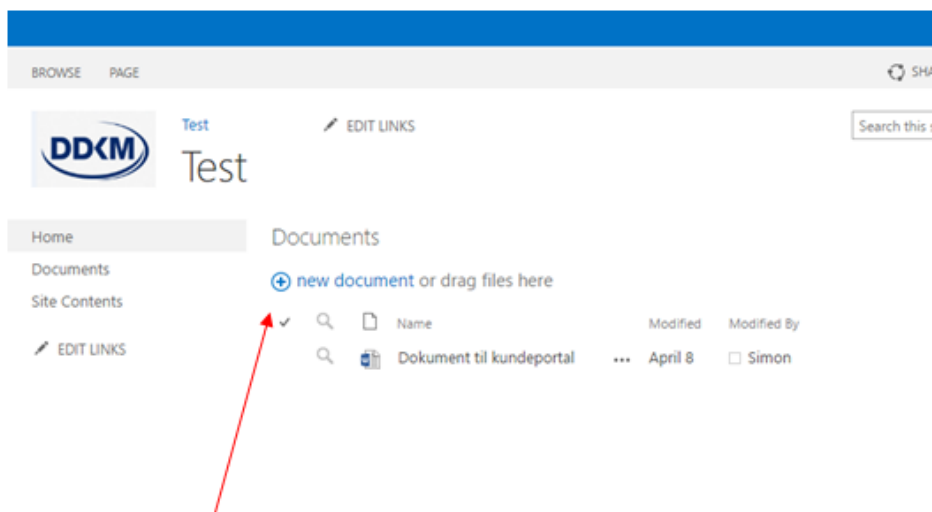 BROWSE PAGE
SHA
DDKM
Test
EDIT LINKS
Search this s
Test
Home
Documents
Site Contents
EDIT LINKS
Documents
new document or drag files here
Name Modified Modified By
Dokument til kundeportal ... April 8 Simon